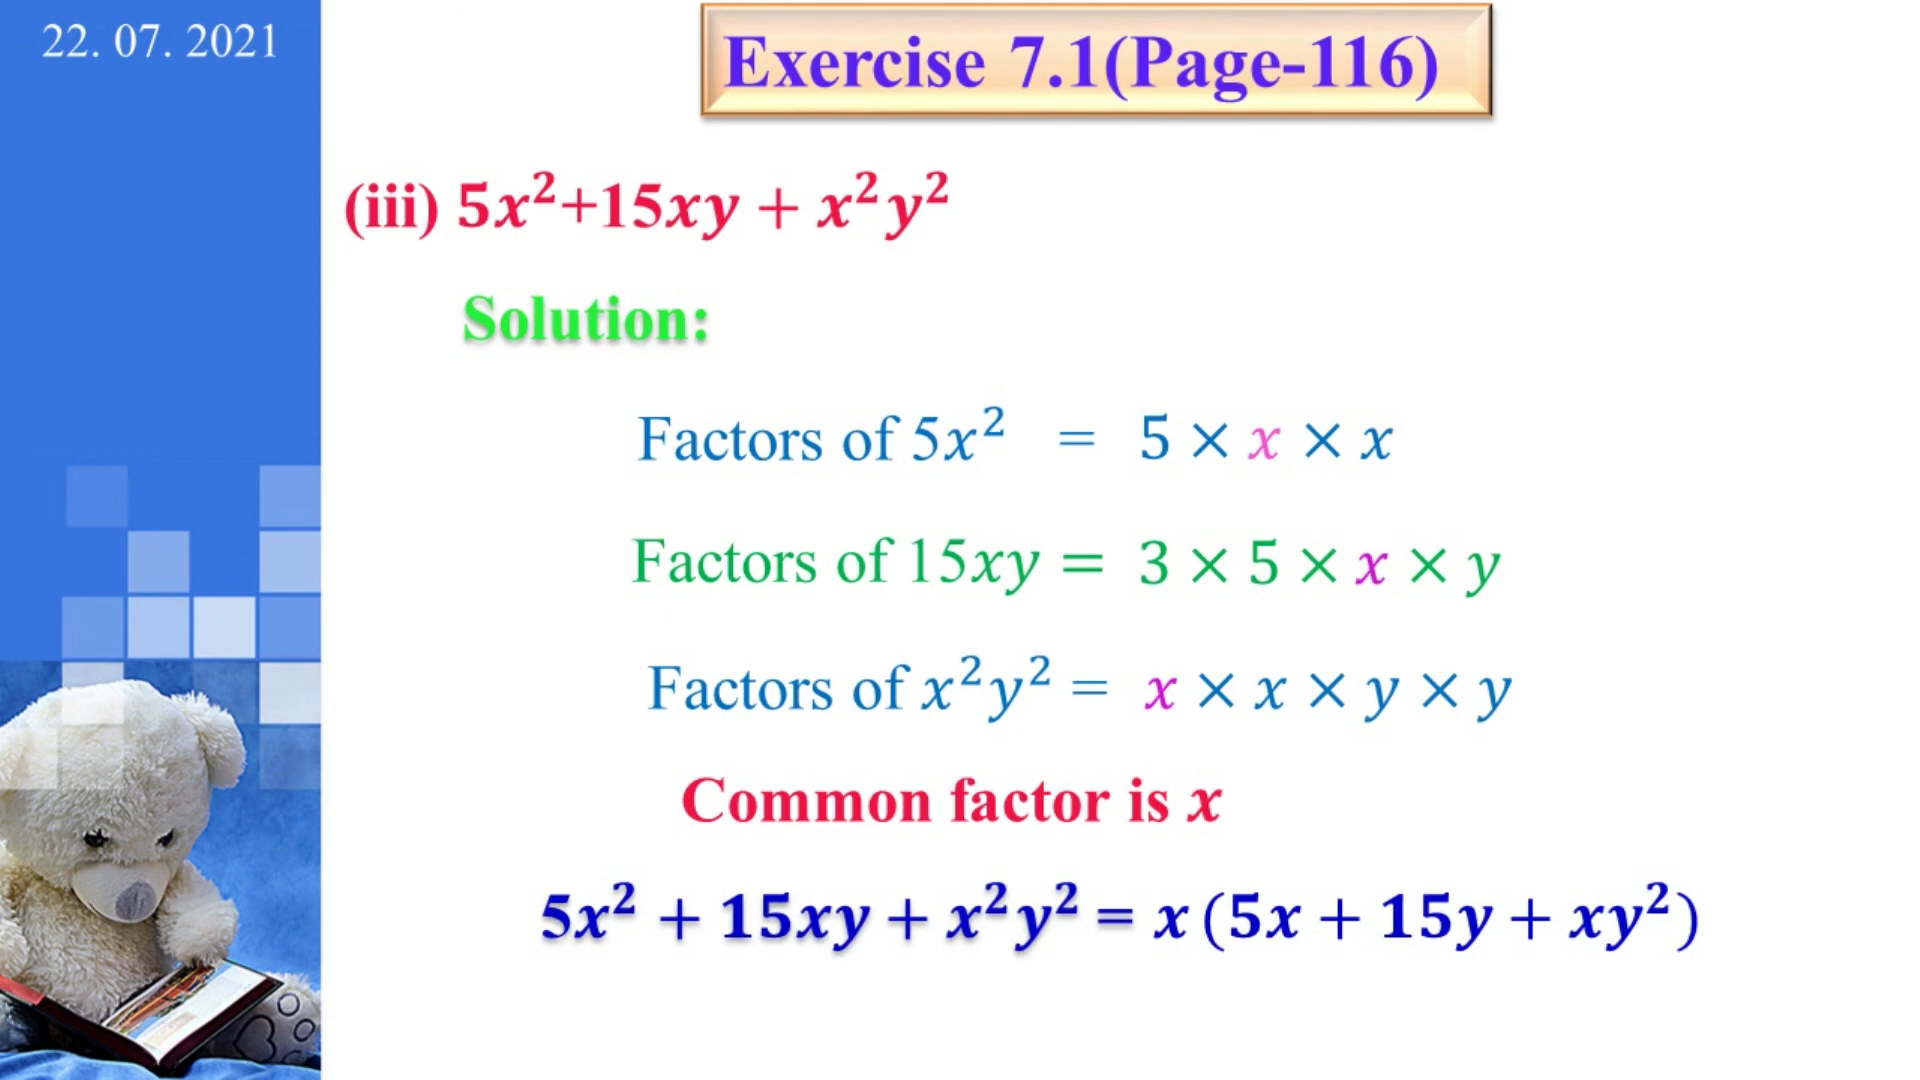 22. 07. 2021
Exercise 7.1(Page-116)
(iii) 5x²+15xy + x²y²
Solution:
Factors of 5x² = 5 × x × x
Factors of 15xy = 3 × 5 × x × y
Factors of x²y² = x × x × y × y
Common factor is x
5x² + 15xy + x²y² = x (5x + 15y + xy²)